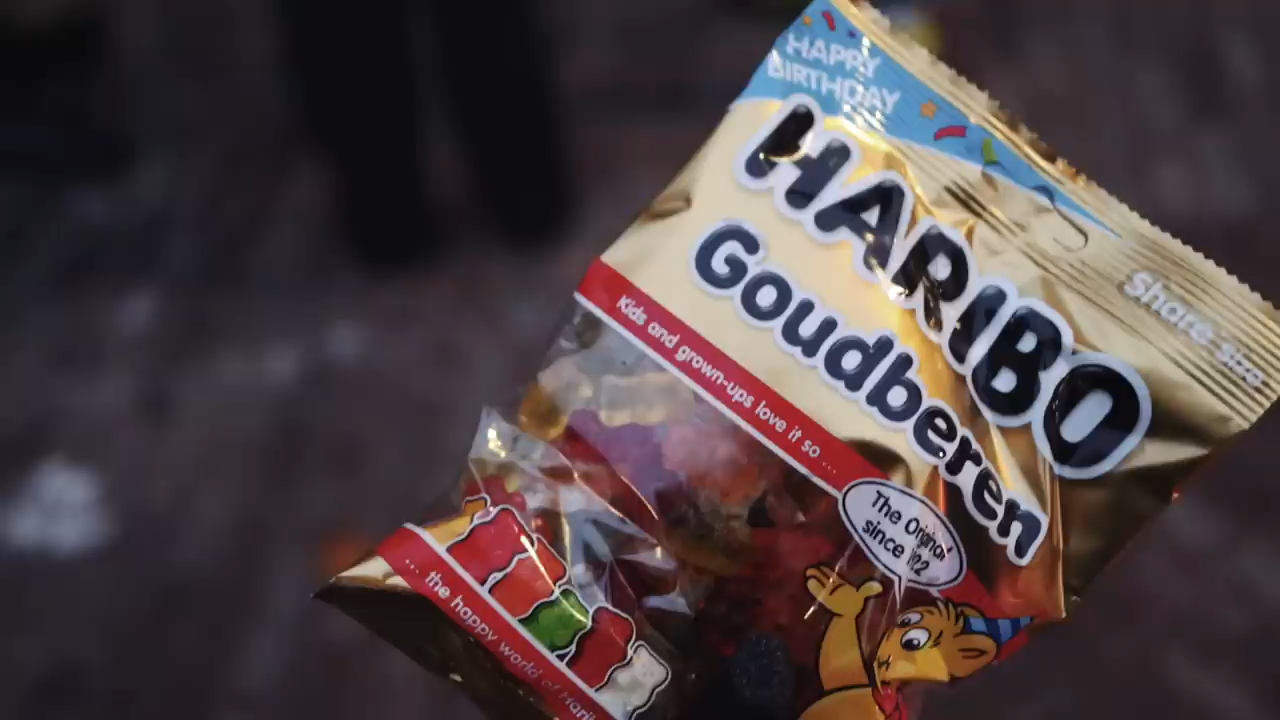 HAPPY
BIRTHDAY
HARIBO
Goudberen
Share-size
Kids and grown-ups love it so ...
The Original
since
... the happy world of Hari